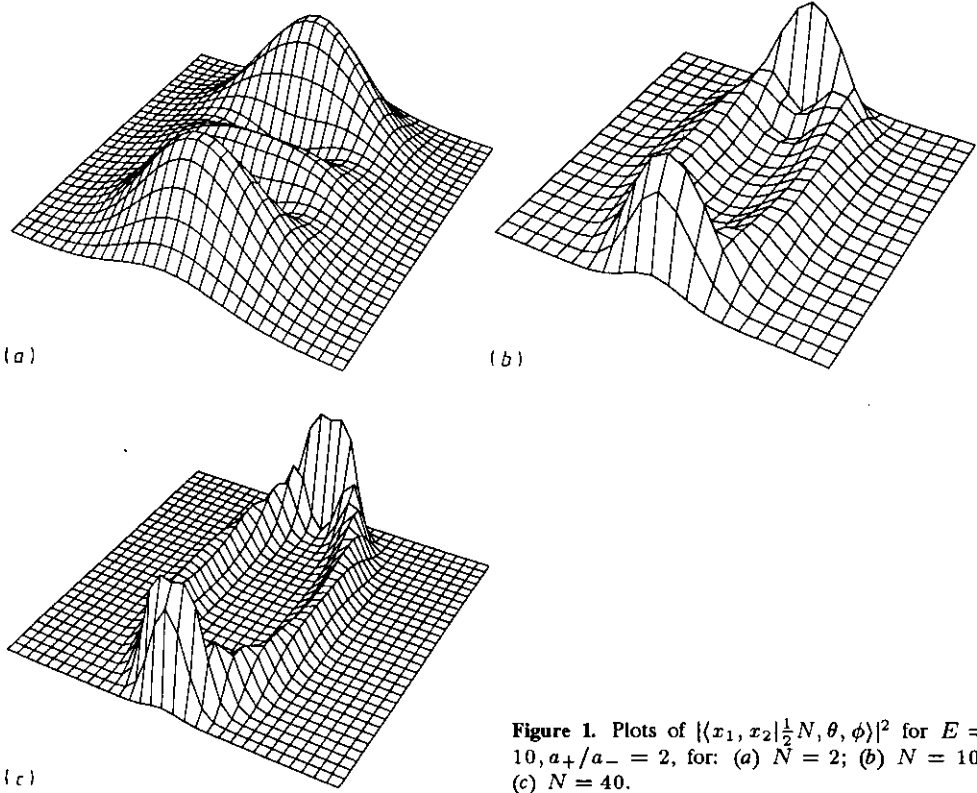 (a)
(b)
(c)
Figure 1. Plots of |⟨x₁, x₂|½N, θ, ϕ⟩|² for E =
10, a₊/a₋ = 2, for: (a) N = 2; (b) N = 10
(c) N = 40.